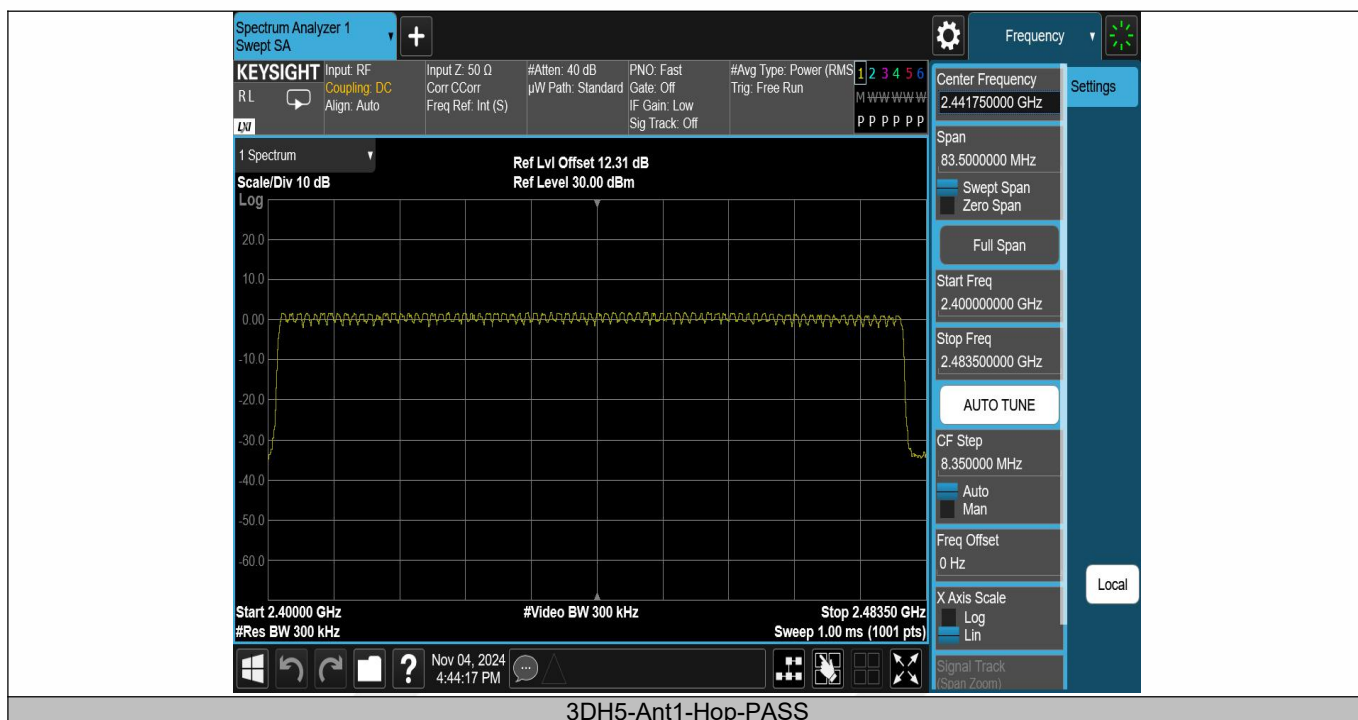 Spectrum Analyzer 1
Swept SA
+
Frequency
KEYSIGHT
RL
LXI
Input: RF
Coupling: DC
Align: Auto
Input Z: 50 Ω
Corr CCorr
Freq Ref: Int (S)
#Atten: 40 dB
µW Path: Standard
PNO: Fast
Gate: Off
IF Gain: Low
Sig Track: Off
#Avg Type: Power (RMS
Trig: Free Run
1 2 3 4 5 6
M W W W W W
P P P P P P
1 Spectrum
Scale/Div 10 dB
Log
Ref Lvl Offset 12.31 dB
Ref Level 30.00 dBm
20.0
10.0
0.00
-10.0
-20.0
-30.0
-40.0
-50.0
-60.0
Start 2.40000 GHz
#Res BW 300 kHz
#Video BW 300 kHz
Stop 2.48350 GHz
Sweep 1.00 ms (1001 pts)
Center Frequency
2.441750000 GHz
Settings
Span
83.5000000 MHz
Swept Span
Zero Span
Full Span
Start Freq
2.400000000 GHz
Stop Freq
2.483500000 GHz
AUTO TUNE
CF Step
8.350000 MHz
Auto
Man
Freq Offset
0 Hz
X Axis Scale
Log
Lin
Signal Track
(Span Zoom)
Local
?
Nov 04, 2024
4:44:17 PM
3DH5-Ant1-Hop-PASS